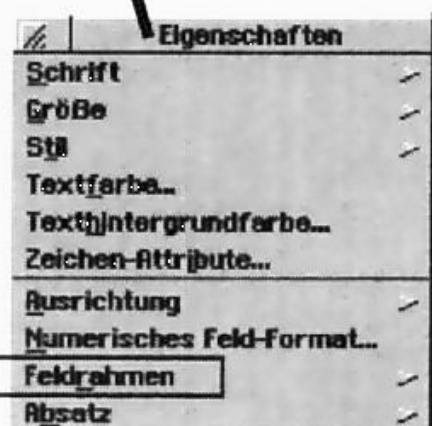 Eigenschaften
Schrift
Größe
Stil
Textfarbe...
Texthintergrundfarbe...
Zeichen-Attribute...
Ausrichtung
Numerisches Feld-Format...
Feldrahmen
Absatz